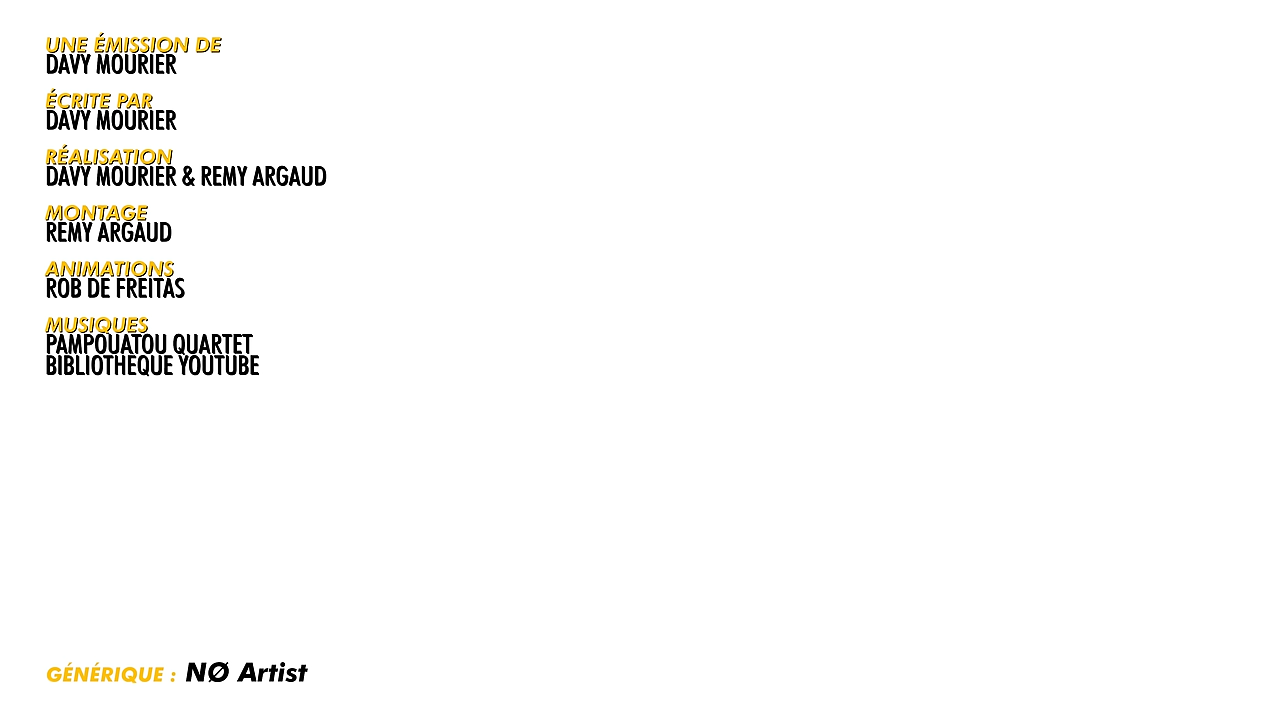 UNE ÉMISSION DE
DAVY MOURIER
ÉCRITE PAR
DAVY MOURIER
RÉALISATION
DAVY MOURIER & REMY ARGAUD
MONTAGE
REMY ARGAUD
ANIMATIONS
ROB DE FREITAS
MUSIQUES
PAMPOUATOU QUARTET
BIBLIOTHEQUE YOUTUBE
GÉNÉRIQUE : NØ Artist